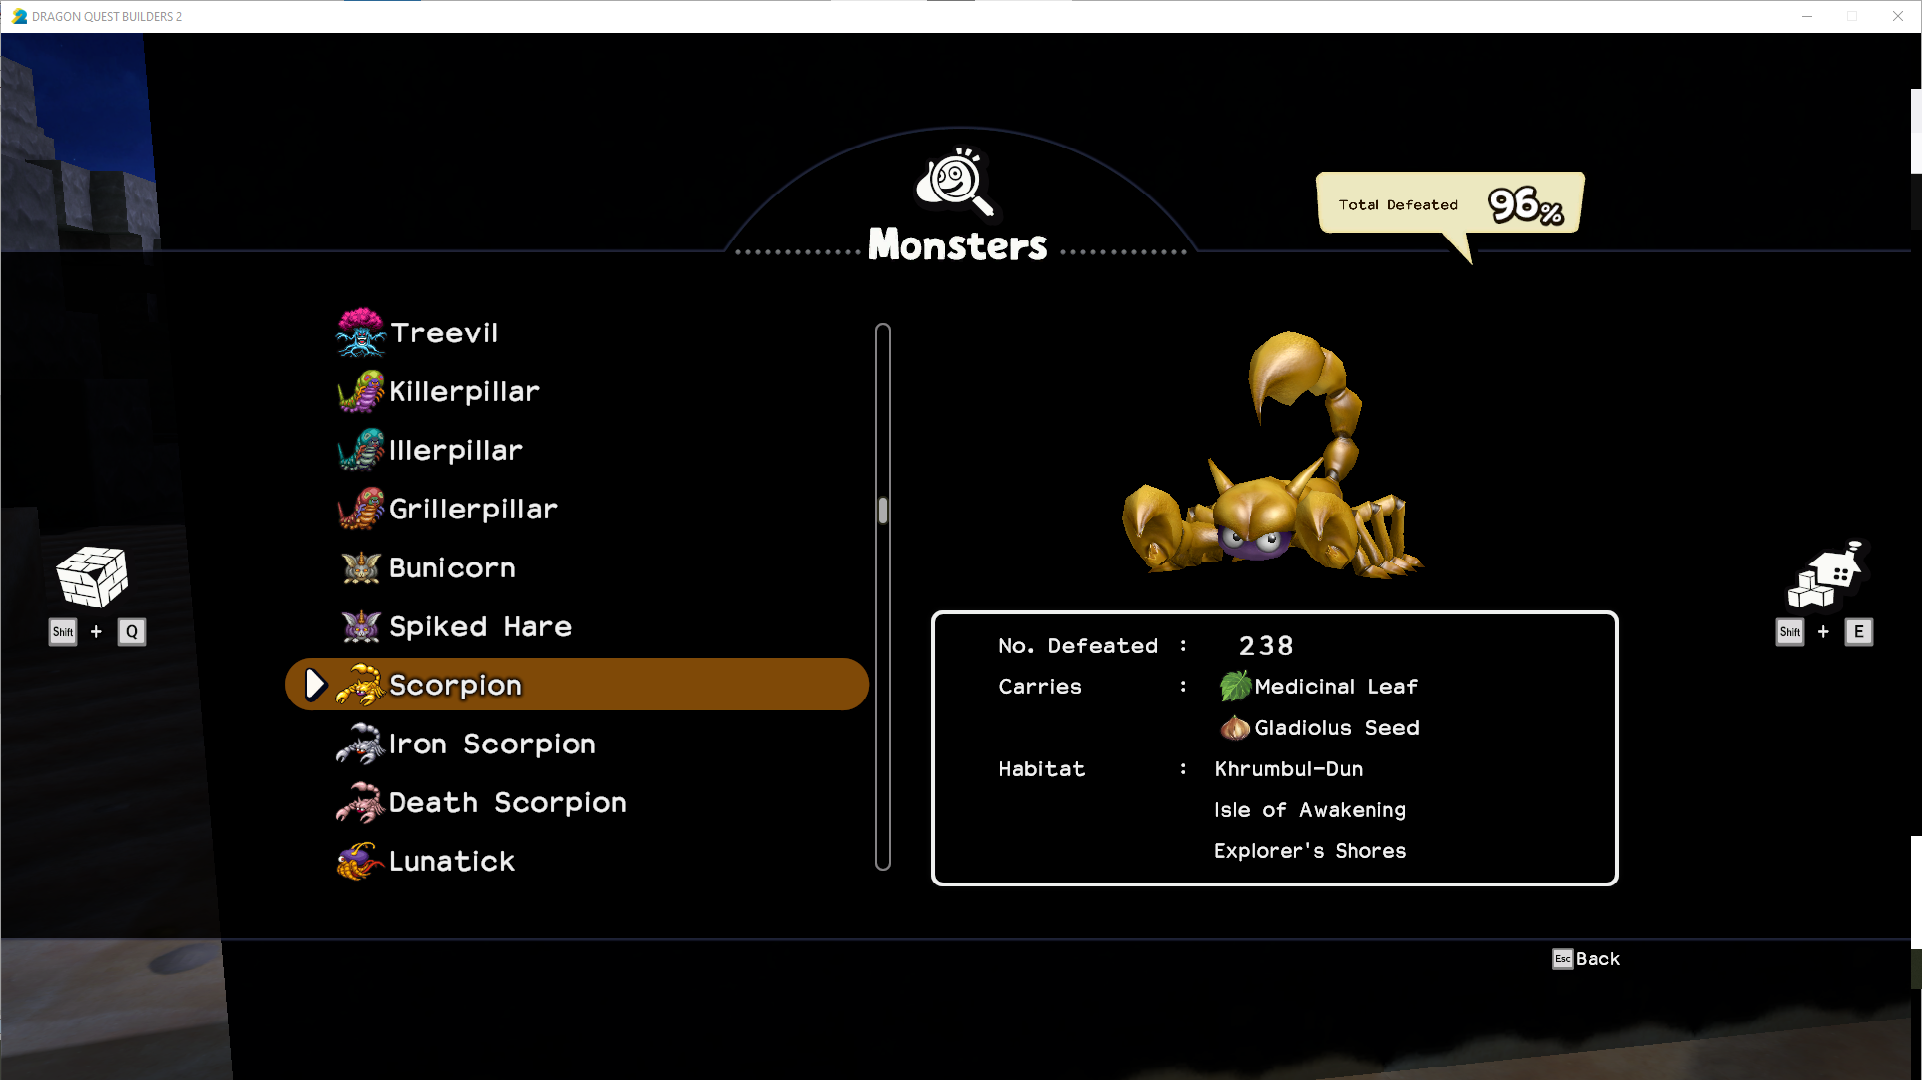 DRAGON QUEST BUILDERS 2
Total Defeated 96%
Monsters
Treevil
Killerpillar
Illerpillar
Grillerpillar
Bunicorn
Spiked Hare
Scorpion
Iron Scorpion
Death Scorpion
Lunatick
No. Defeated : 238
Carries : Medicinal Leaf
Gladiolus Seed
Habitat : Khrumbul-Dun
Isle of Awakening
Explorer's Shores
Shift + Q
Shift + E
Esc Back